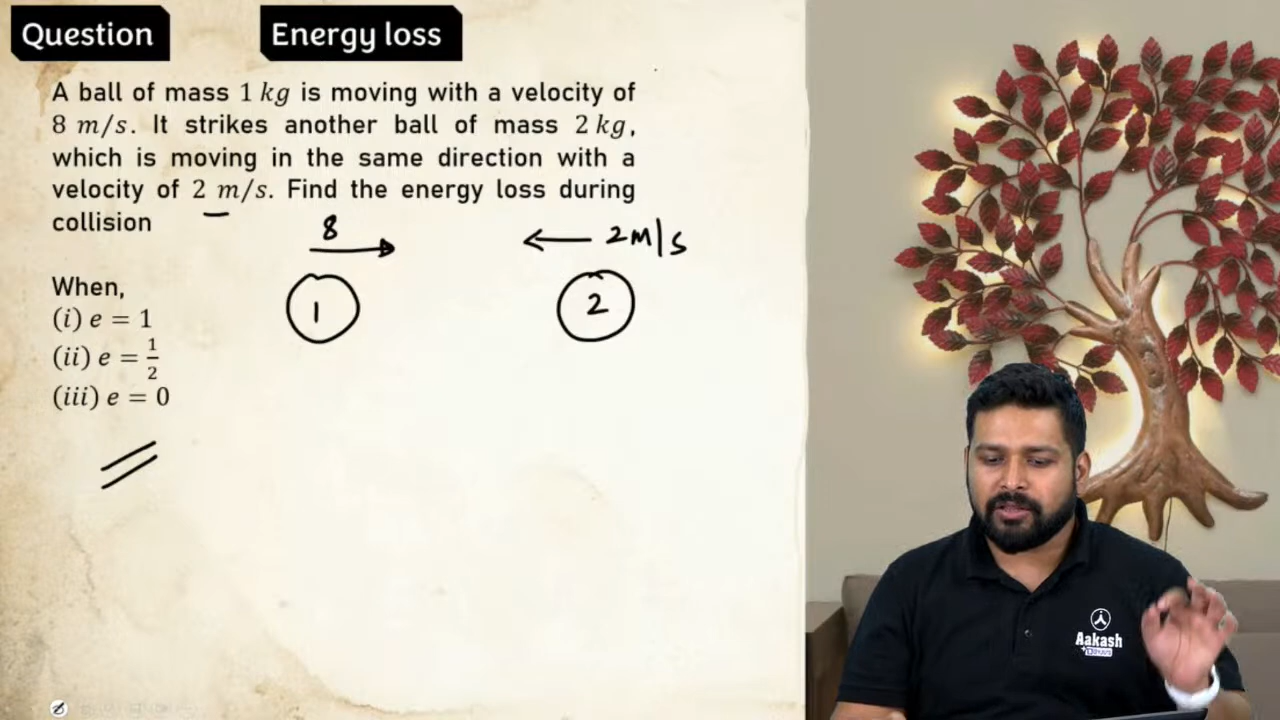 Question
Energy loss
A ball of mass 1 kg is moving with a velocity of
8 m/s. It strikes another ball of mass 2 kg,
which is moving in the same direction with a
velocity of 2 m/s. Find the energy loss during
collision
8
2m/s
1
2
When,
(i) e = 1
(ii) e = 1/2
(iii) e = 0
Aakash